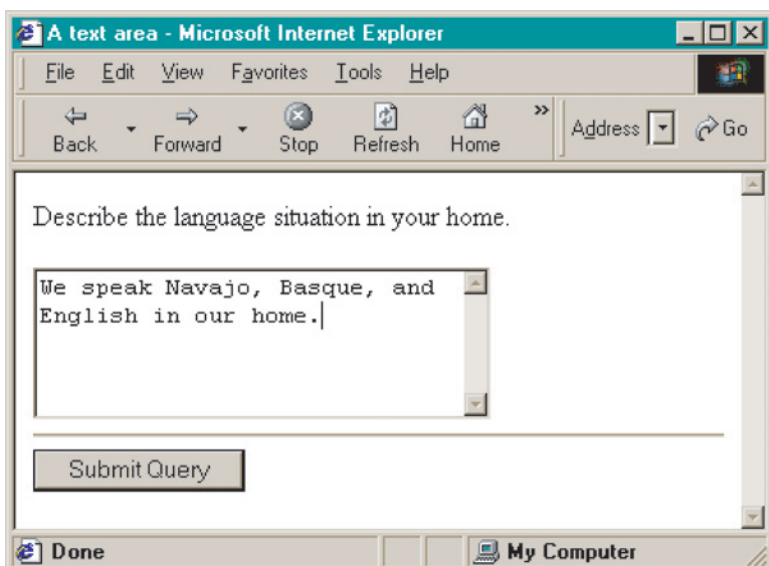 A text area - Microsoft Internet Explorer
File Edit View Favorites Tools Help
Back Forward Stop Refresh Home » Address Go
Describe the language situation in your home.
We speak Navajo, Basque, and
English in our home.
Submit Query
Done My Computer